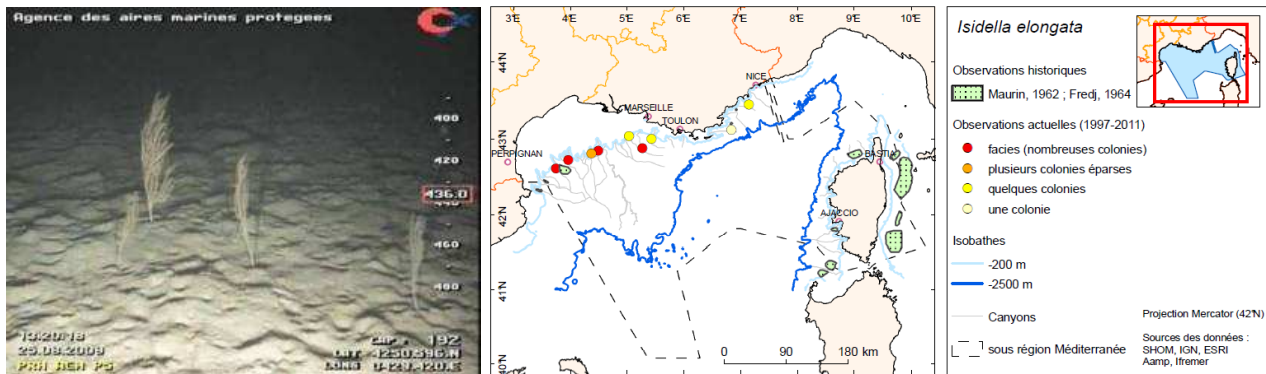 Agence des aires marines protegees
400
420
436.0
460
480
13:20:18
25.08.2009
CAP. 192
3°E 4°E 5°E 6°E 7°E 8°E 9°E 10°E
44°N
43°N
42°N
41°N
40°N
NICE
MARSEILLE
TOULON
PERPIGNAN
BASTIA
AJACCIO
0 90 180 km
Isidella elongata
Observations historiques
Maurin, 1962 ; Fredj, 1964
Observations actuelles (1997-2011)
facies (nombreuses colonies)
plusieurs colonies éparses
quelques colonies
une colonie
Isobathes
-200 m
-2500 m
Canyons
sous région Méditerranée
Projection Mercator (42°N)
Sources des données :
SHOM, IGN, ESRI
Aamp, Ifremer